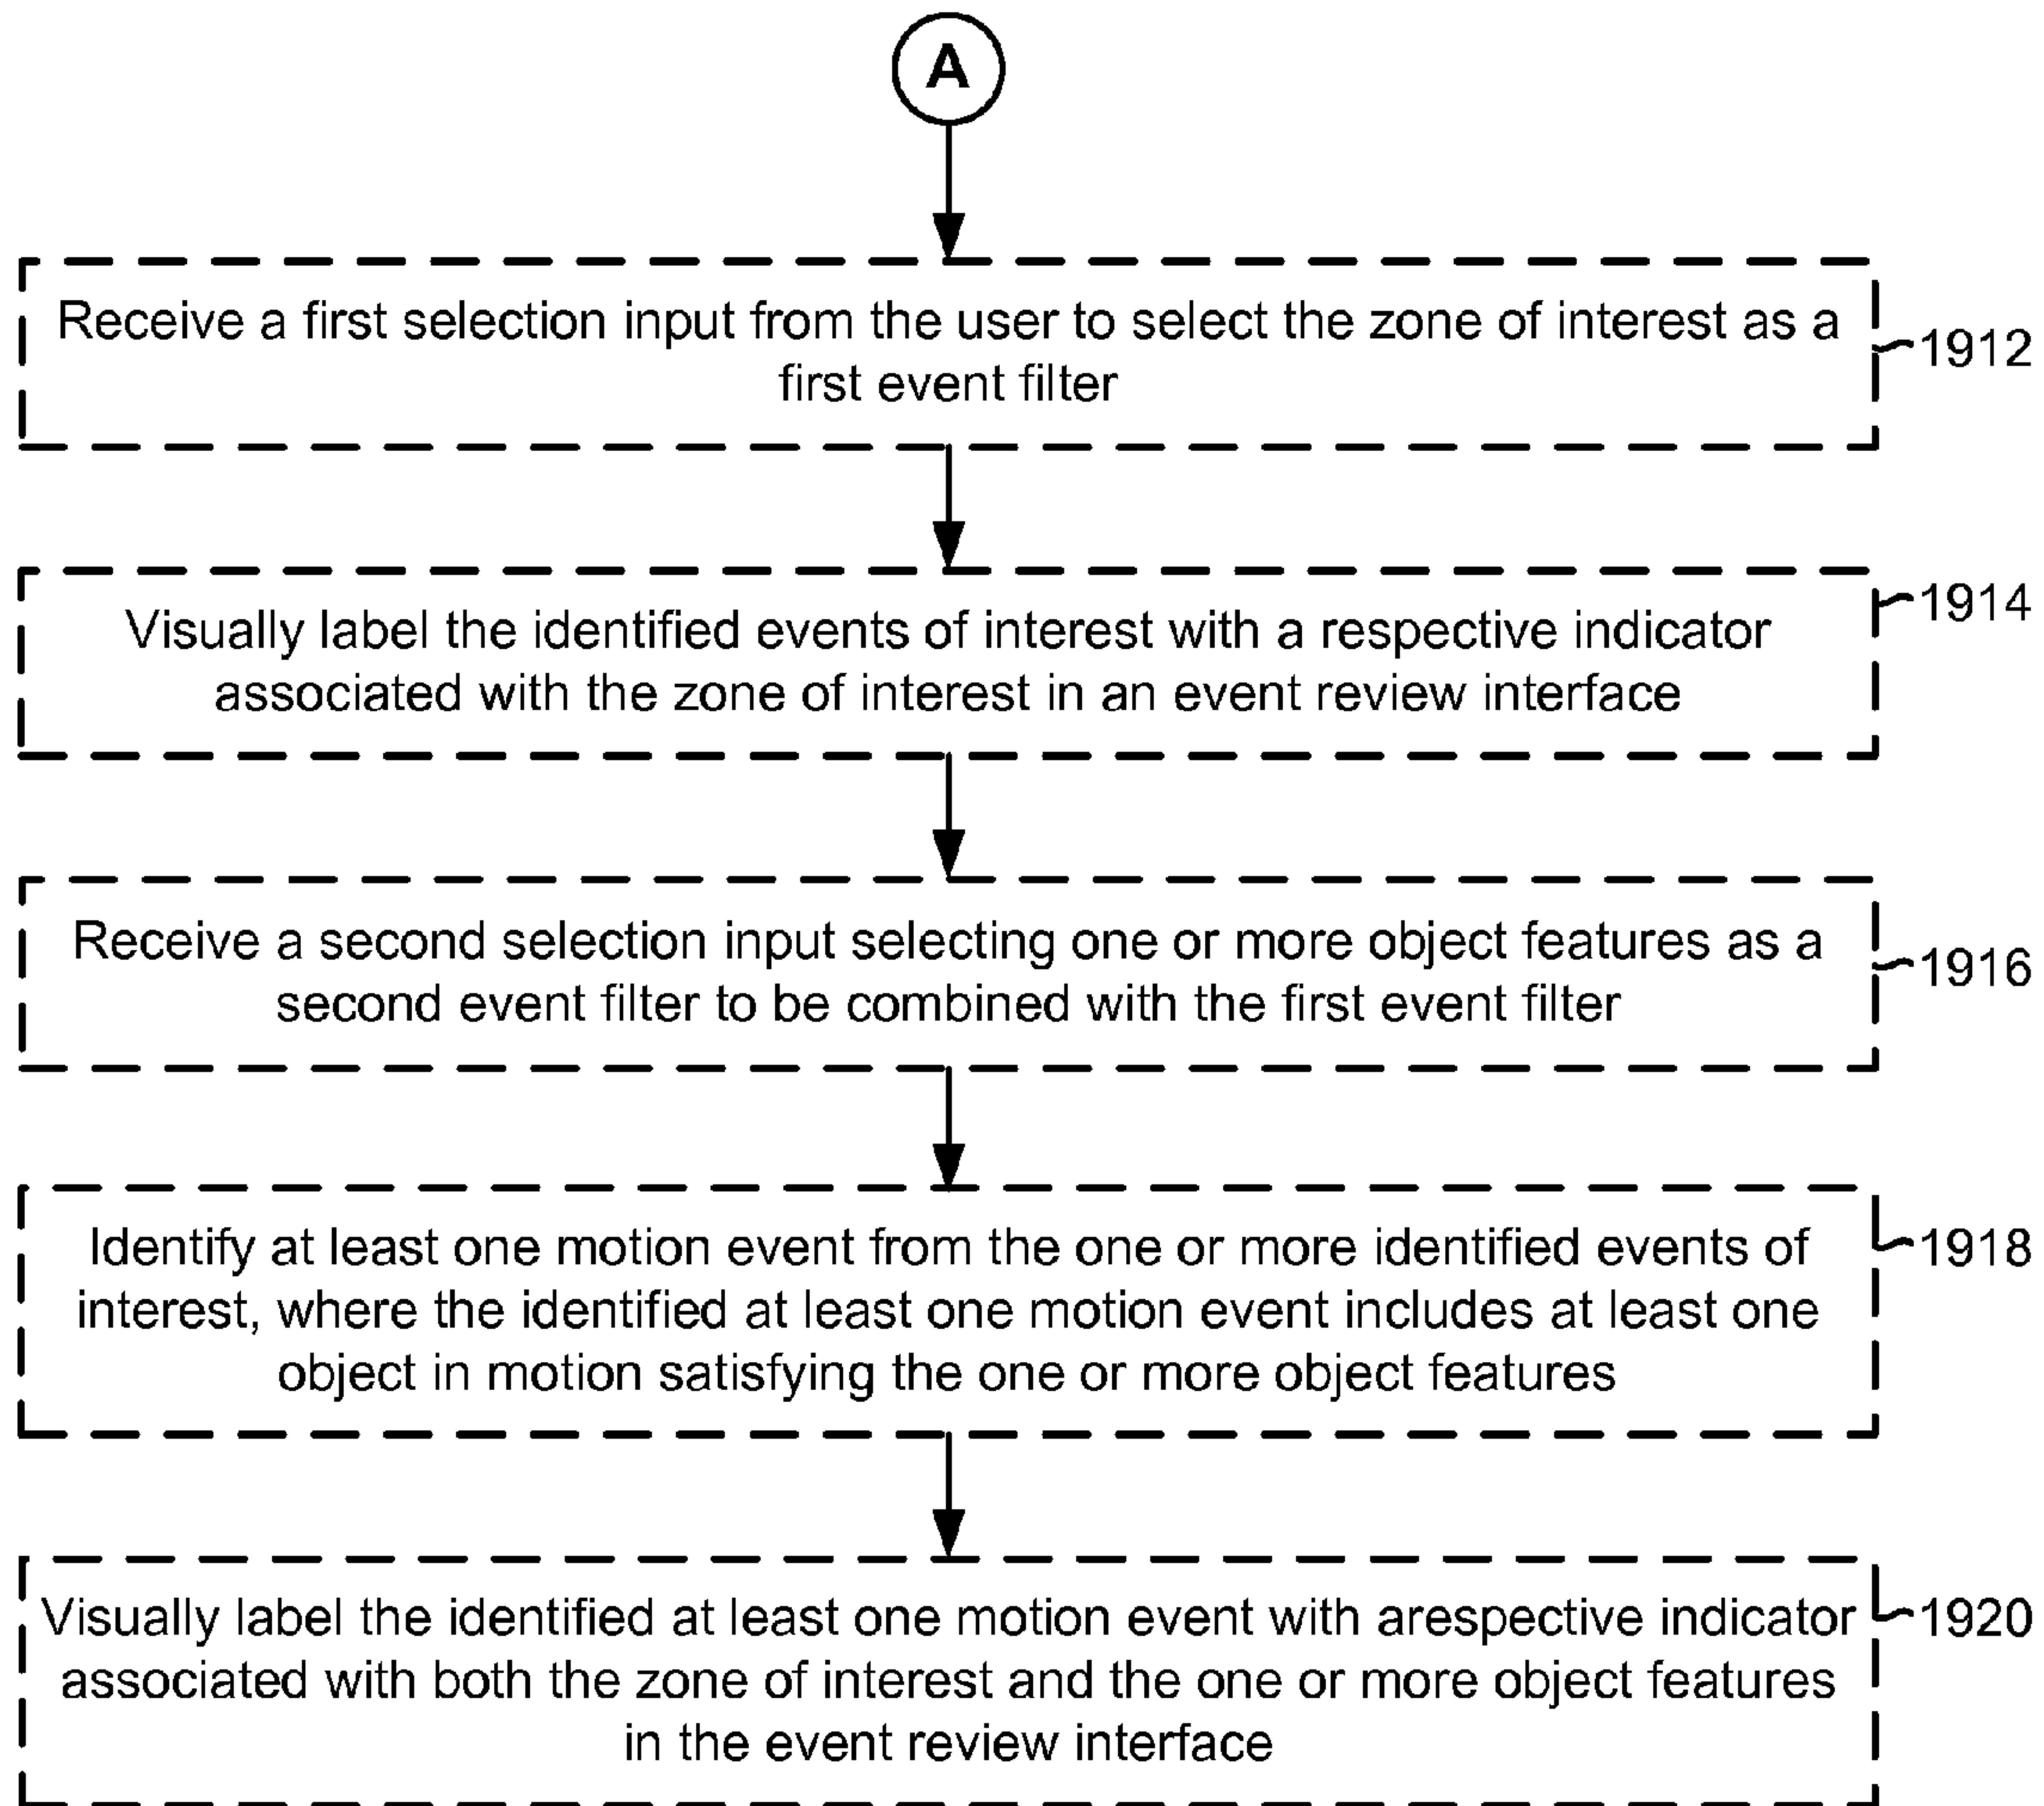 A
Receive a first selection input from the user to select the zone of interest as a
first event filter
1912
Visually label the identified events of interest with a respective indicator
associated with the zone of interest in an event review interface
1914
Receive a second selection input selecting one or more object features as a
second event filter to be combined with the first event filter
1916
Identify at least one motion event from the one or more identified events of
interest, where the identified at least one motion event includes at least one
object in motion satisfying the one or more object features
1918
Visually label the identified at least one motion event with arespective indicator
associated with both the zone of interest and the one or more object features
in the event review interface
1920